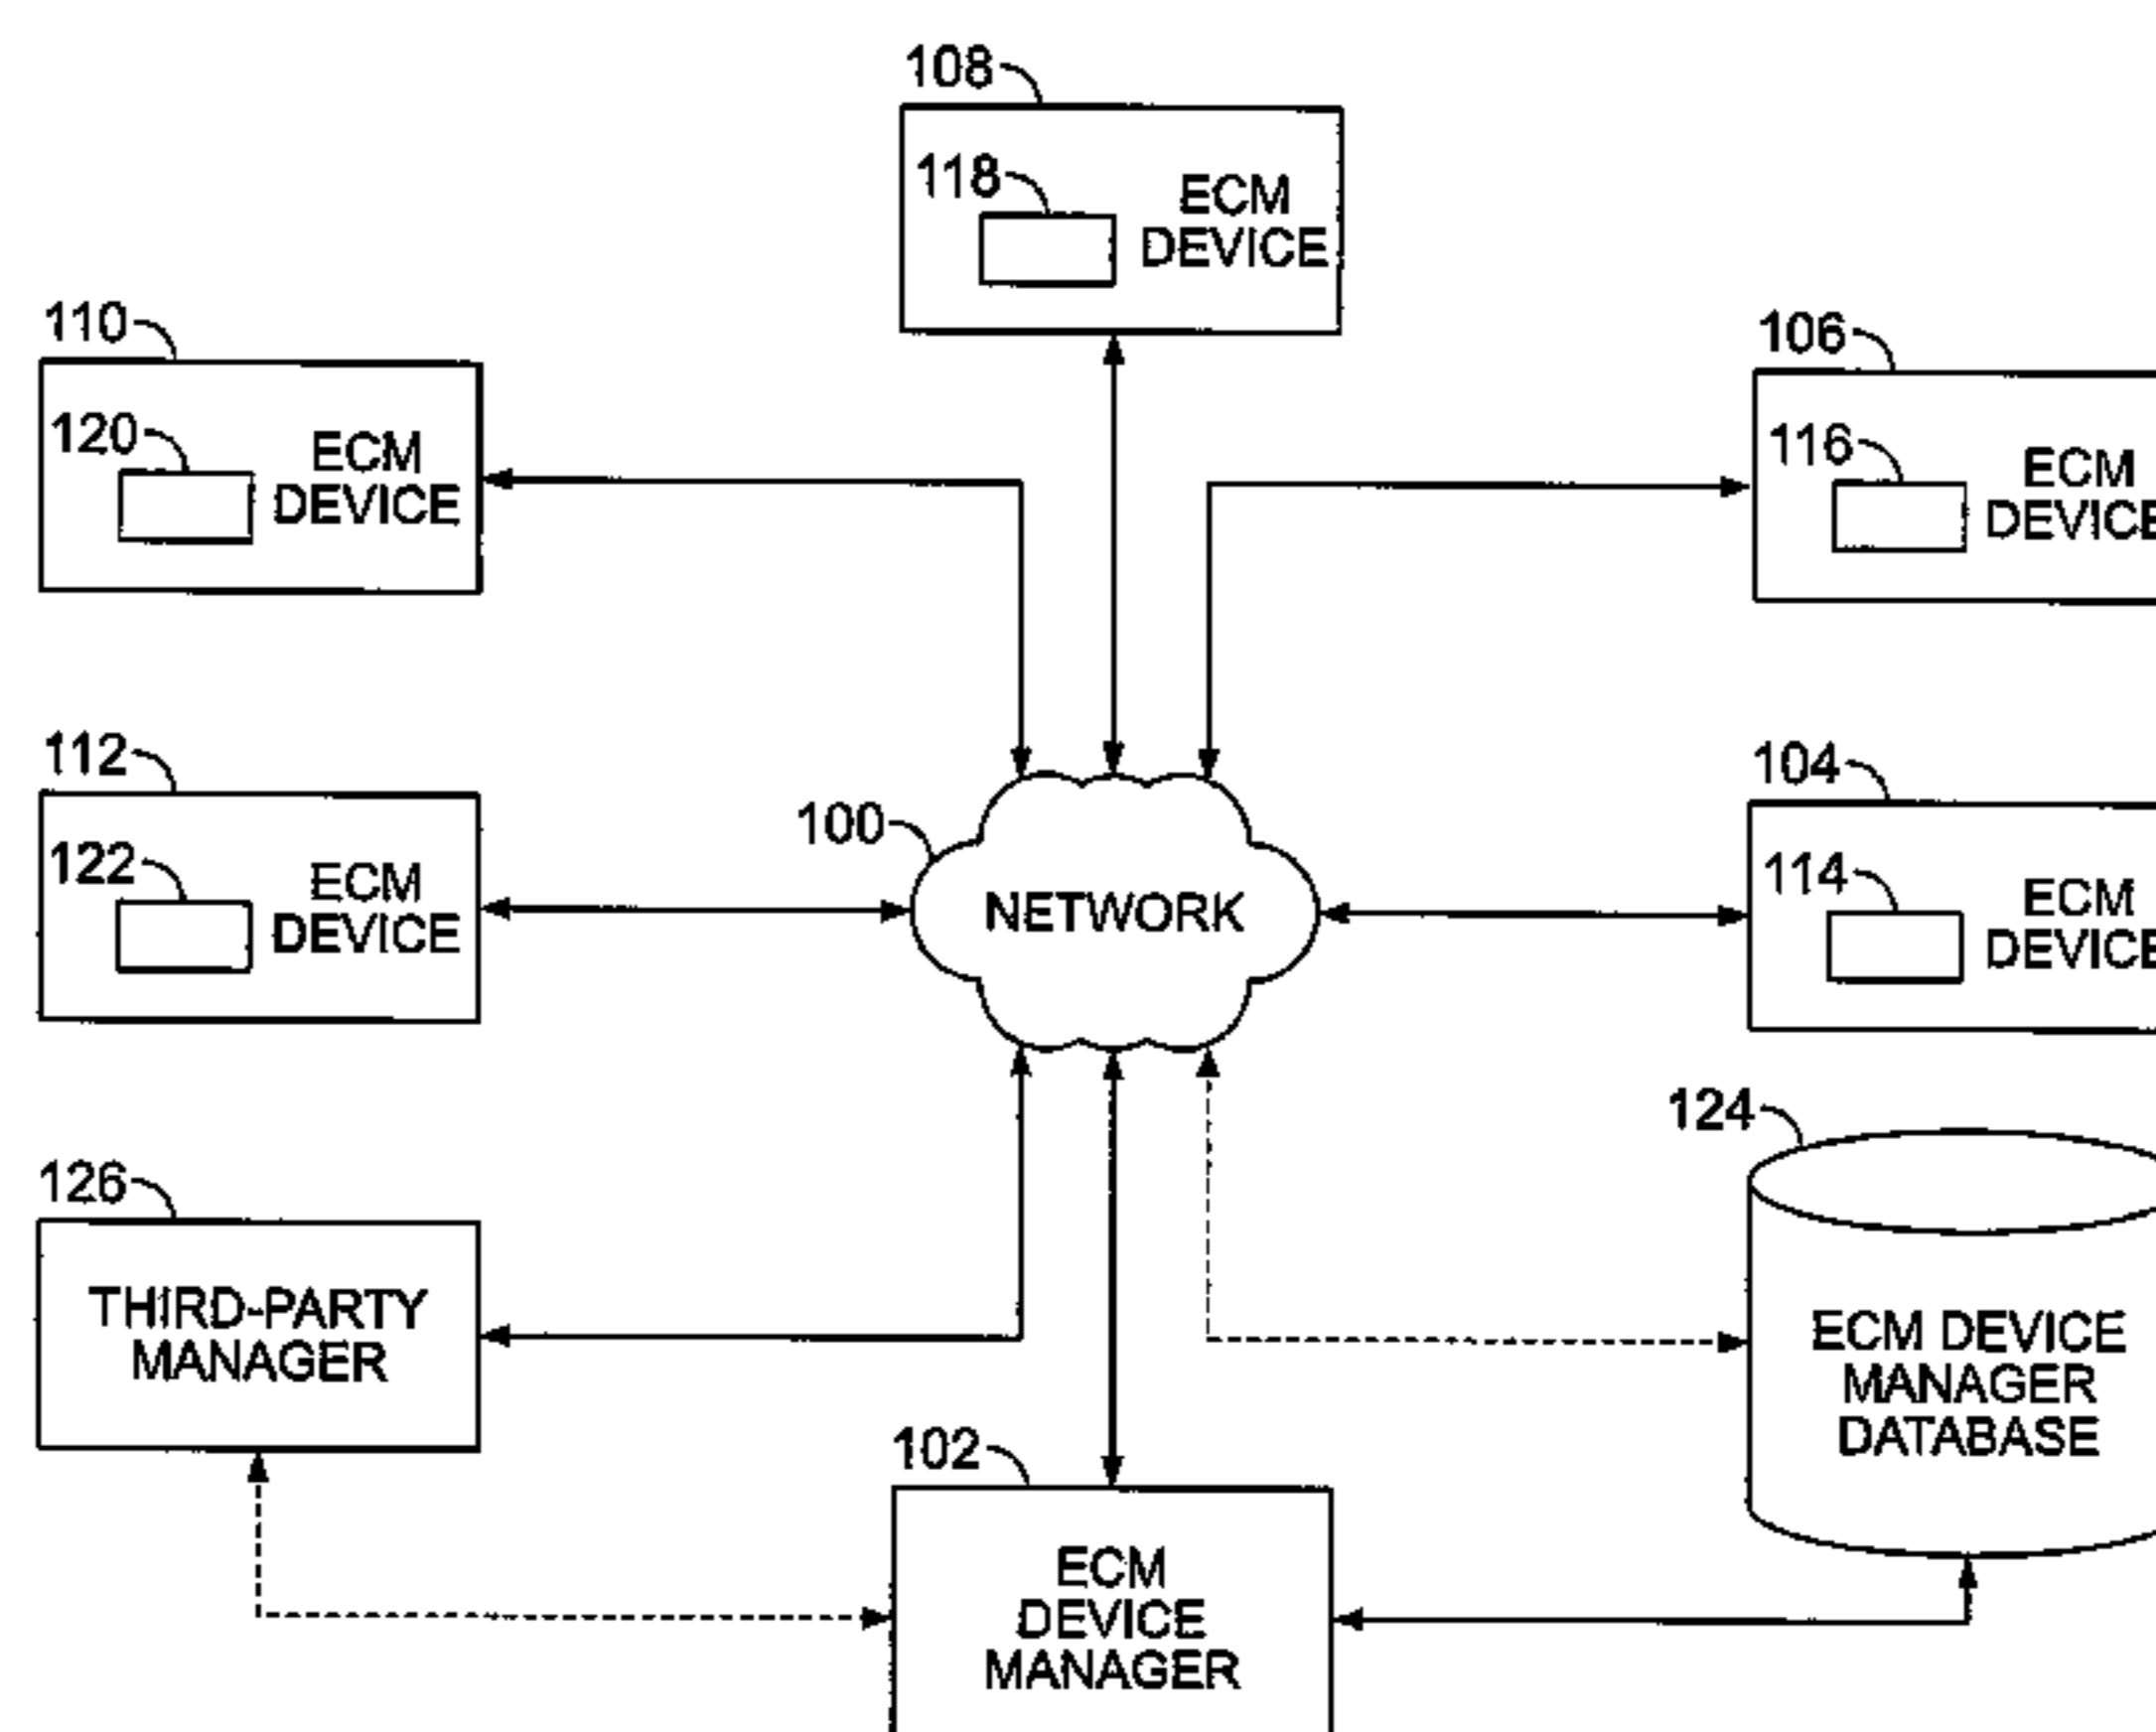 108
118
ECM
DEVICE
110
120
ECM
DEVICE
106
116
ECM
DEVICE
112
122
ECM
DEVICE
100
NETWORK
104
114
ECM
DEVICE
126
THIRD-PARTY
MANAGER
124
ECM DEVICE
MANAGER
DATABASE
102
ECM
DEVICE
MANAGER